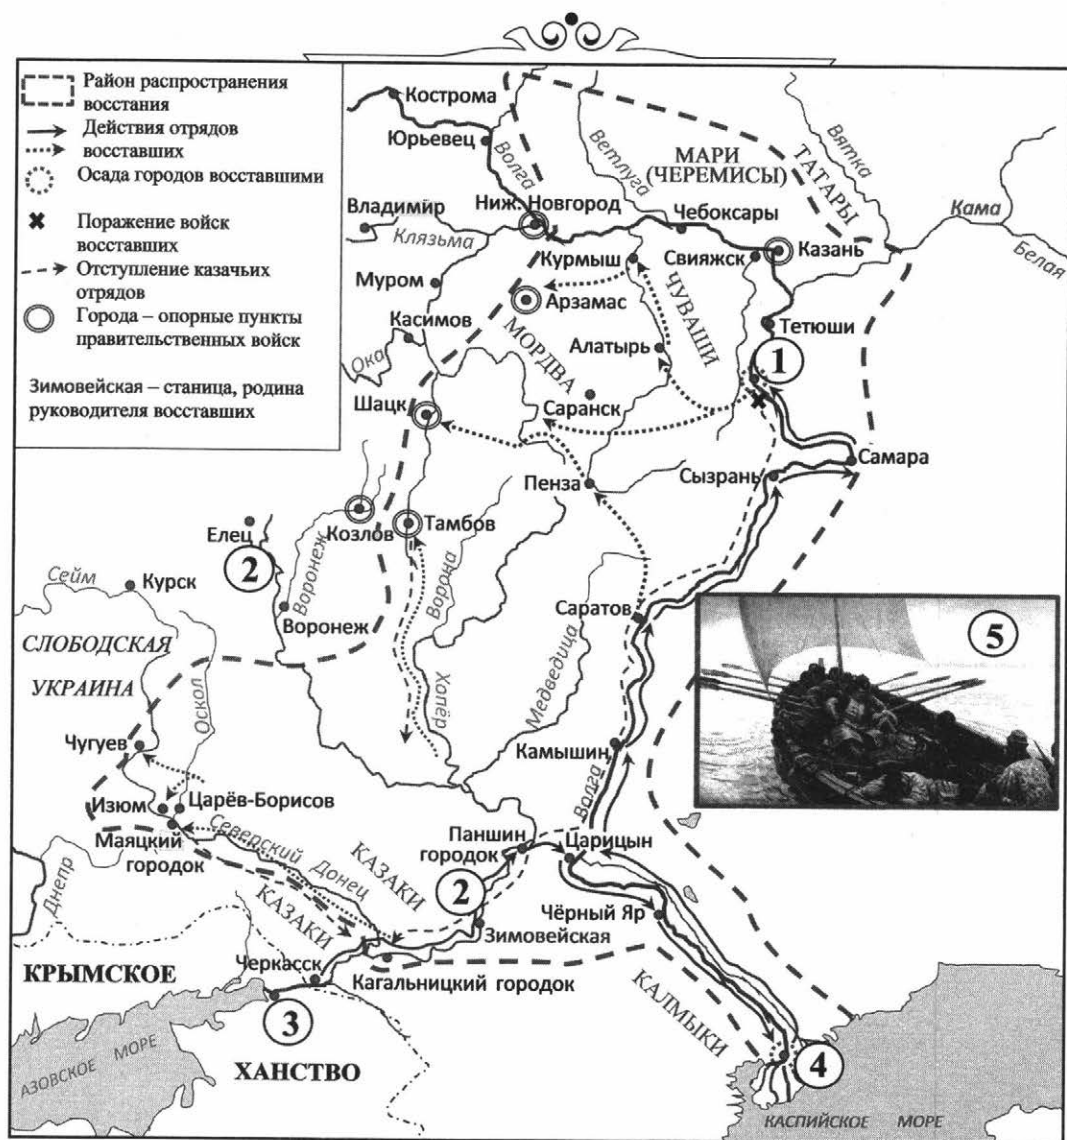 Район распространения
восстания
Действия отрядов
восставших
Осада городов восставшими
Поражение войск
восставших
Отступление казачьих
отрядов
Города – опорные пункты
правительственных войск
Зимовейская – станица, родина
руководителя восставших
Кострома
Юрьевец
Волга
Ветлуга
МАРИ
(ЧЕРЕМИСЫ)
Вятка
ТАТАРЫ
Владимир
Ниж. Новгород
Чебоксары
Кама
Клязьма
Курмыш
Свияжск
Казань
Белая
Муром
Арзамас
ЧУВАШИ
Тетюши
Касимов
МОРДВА
Алатырь
1
Ока
Шацк
Саранск
Самара
Пенза
Сызрань
Елец
Козлов
Тамбов
2
Воронеж
Ворона
Сейм
Курск
Воронеж
Саратов
5
СЛОБОДСКАЯ
УКРАИНА
Оскол
Хопёр
Медведица
Чугуев
Камышин
Волга
Изюм
Царёв-Борисов
Маяцкий
городок
Северский Донец
КАЗАКИ
Паншин
городок
Царицын
Днепр
КАЗАКИ
2
Чёрный Яр
Зимовейская
КРЫМСКОЕ
Черкасск
Кагальницкий городок
КАЛМЫКИ
3
4
АЗОВСКОЕ МОРЕ
ХАНСТВО
КАСПИЙСКОЕ МОРЕ